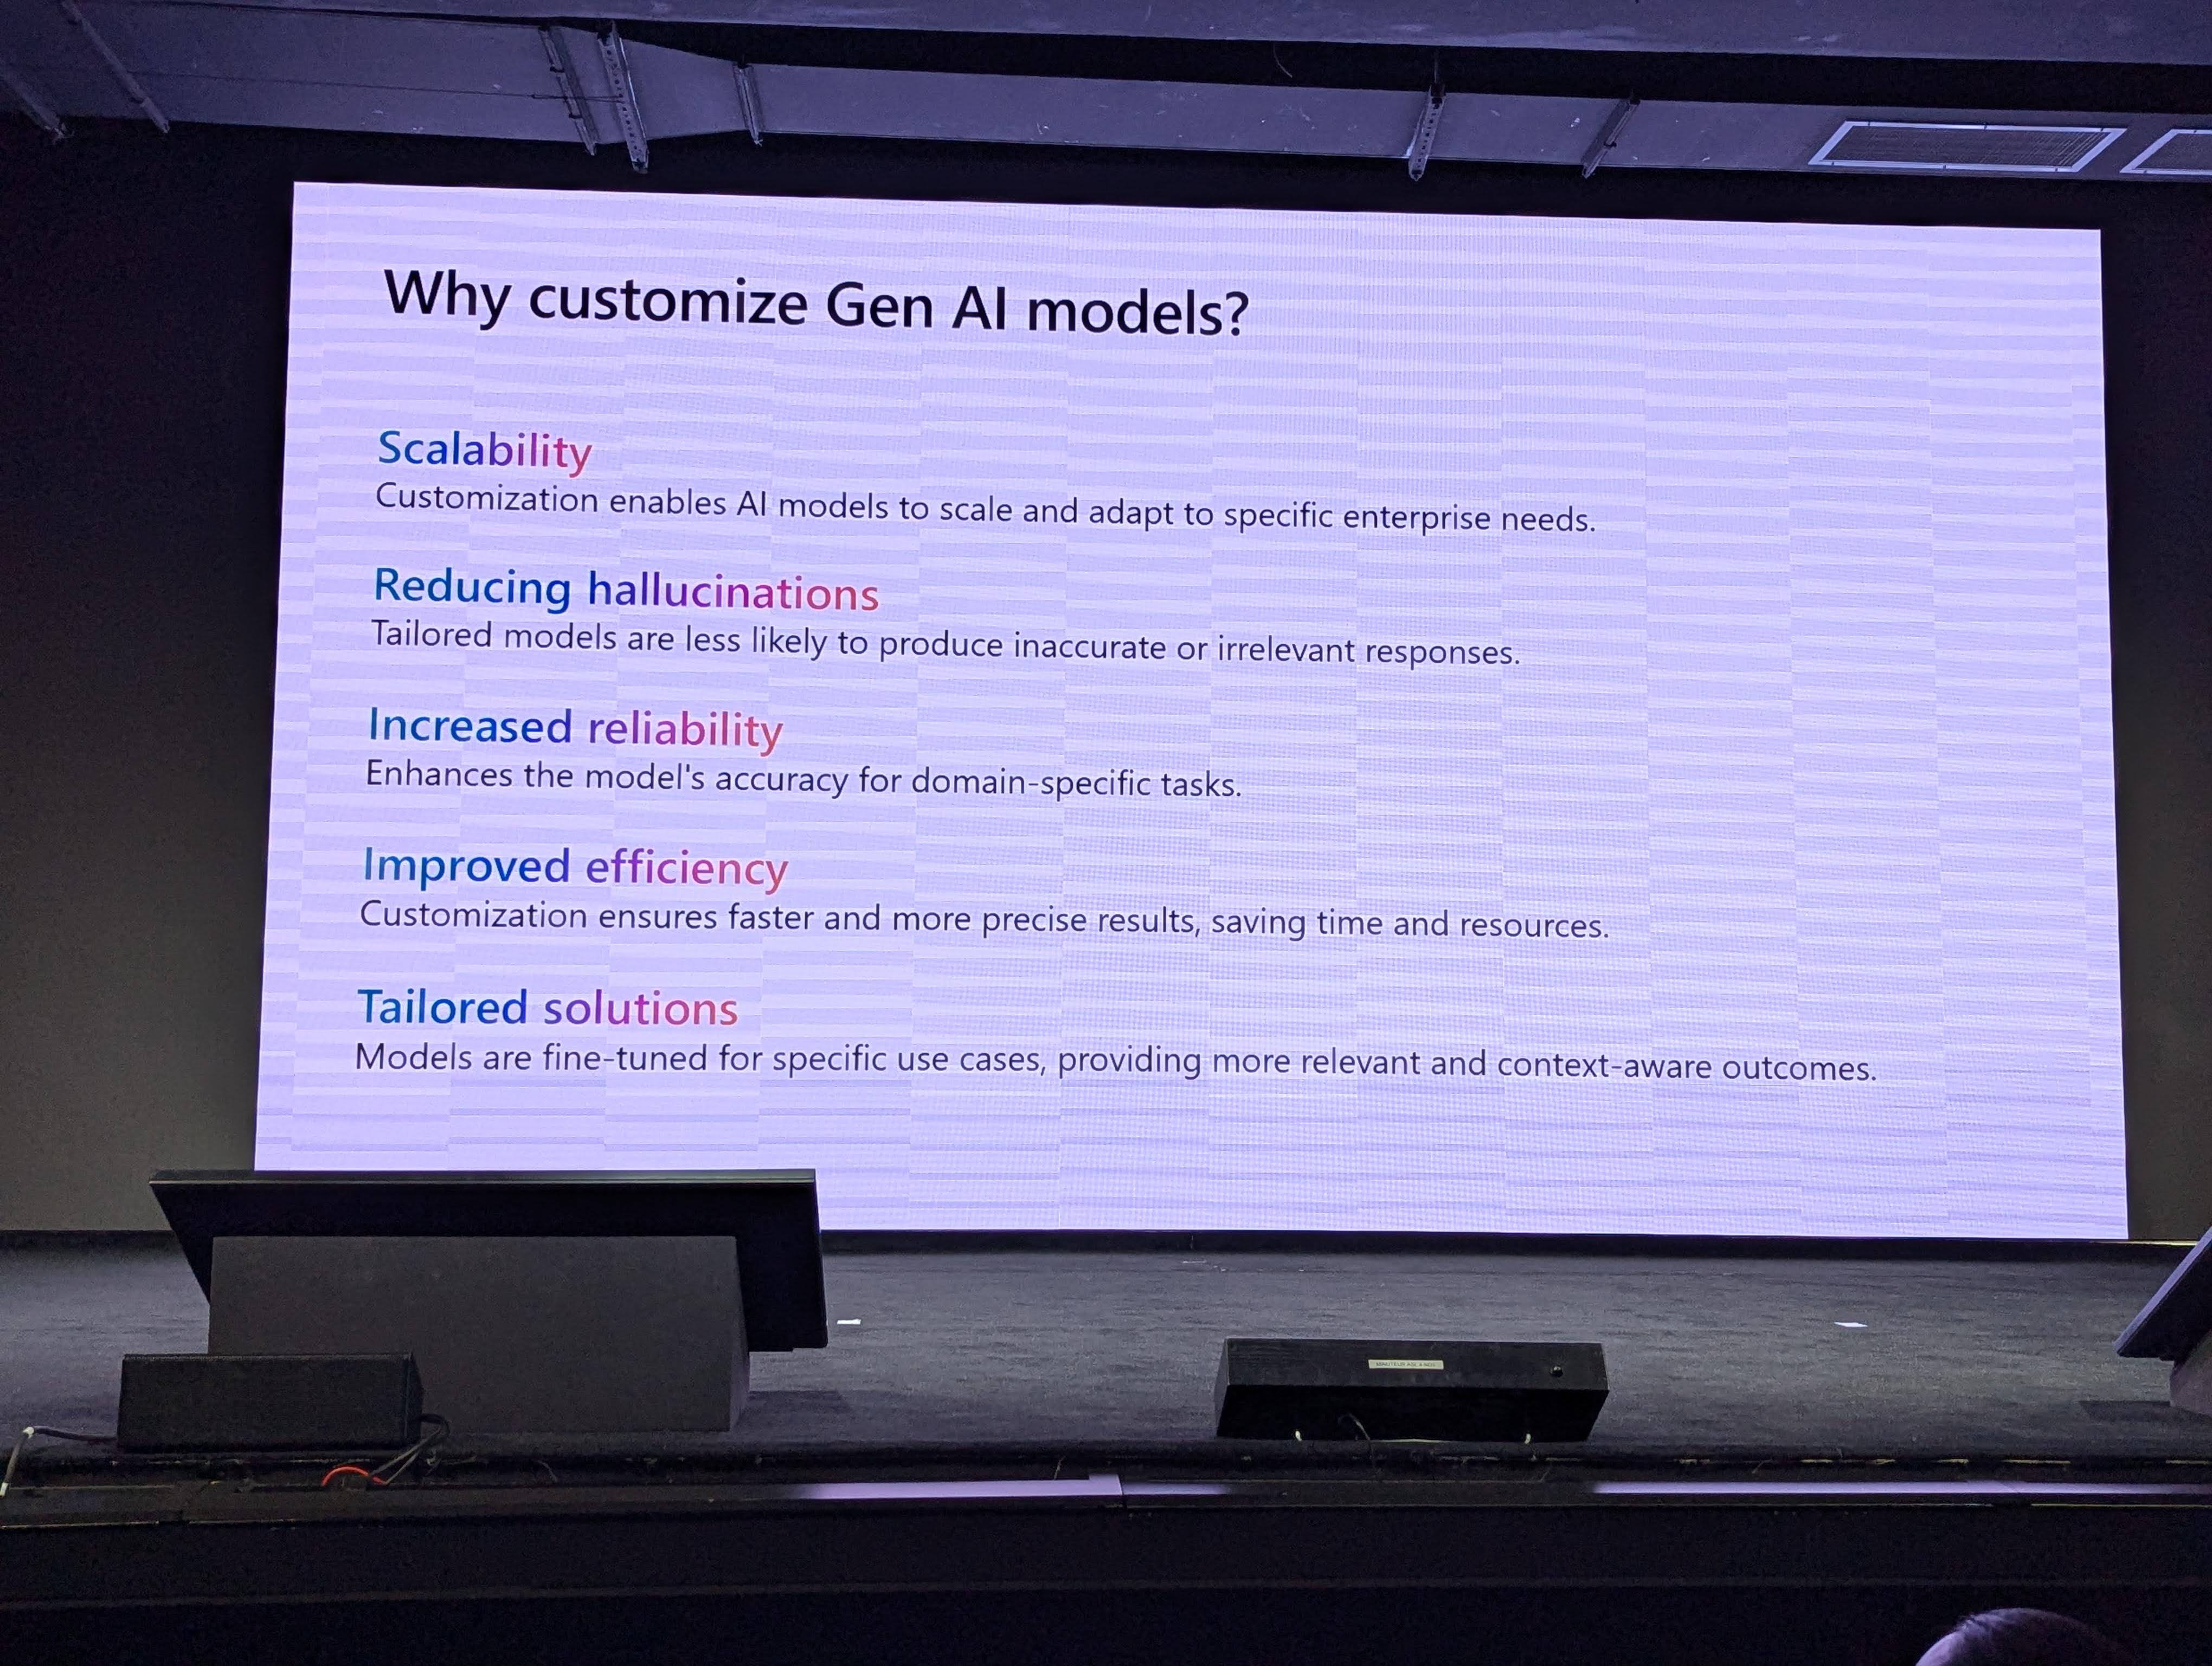 Why customize Gen AI models?
Scalability
Customization enables AI models to scale and adapt to specific enterprise needs.
Reducing hallucinations
Tailored models are less likely to produce inaccurate or irrelevant responses.
Increased reliability
Enhances the model's accuracy for domain-specific tasks.
Improved efficiency
Customization ensures faster and more precise results, saving time and resources.
Tailored solutions
Models are fine-tuned for specific use cases, providing more relevant and context-aware outcomes.